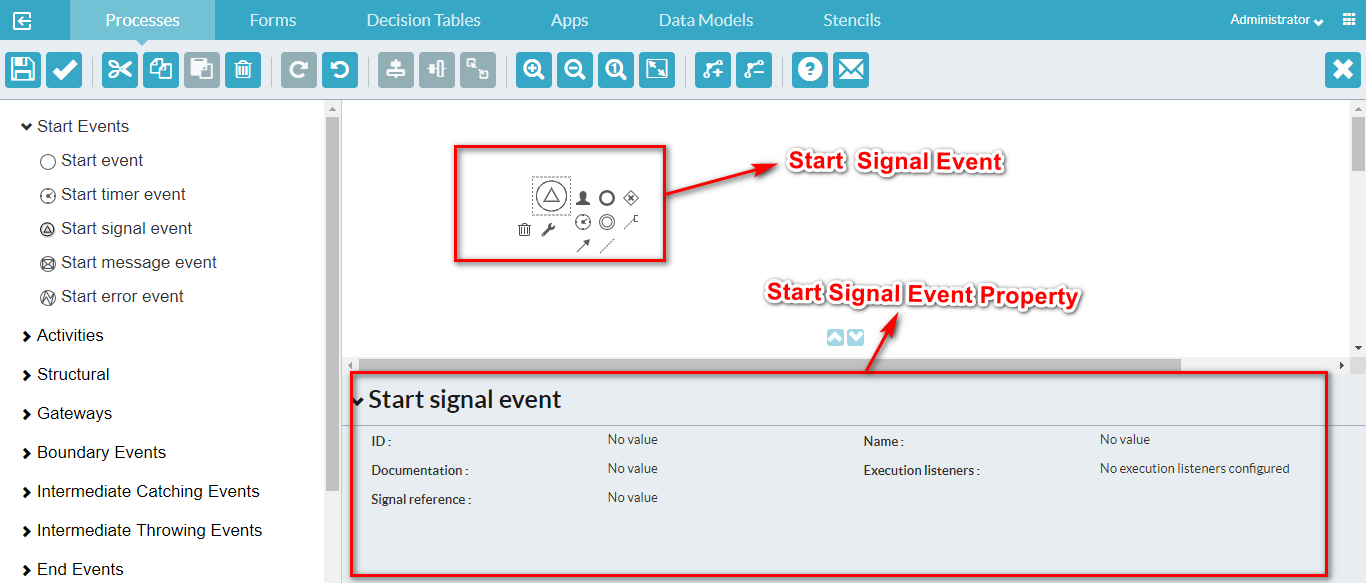 Processes Forms Decision Tables Apps Data Models Stencils Administrator
Start Events
Start event
Start timer event
Start signal event
Start message event
Start error event
Activities
Structural
Gateways
Boundary Events
Intermediate Catching Events
Intermediate Throwing Events
End Events
Start Signal Event
Start Signal Event Property
Start signal event
ID : No value Name : No value
Documentation : No value Execution listeners : No execution listeners configured
Signal reference : No value